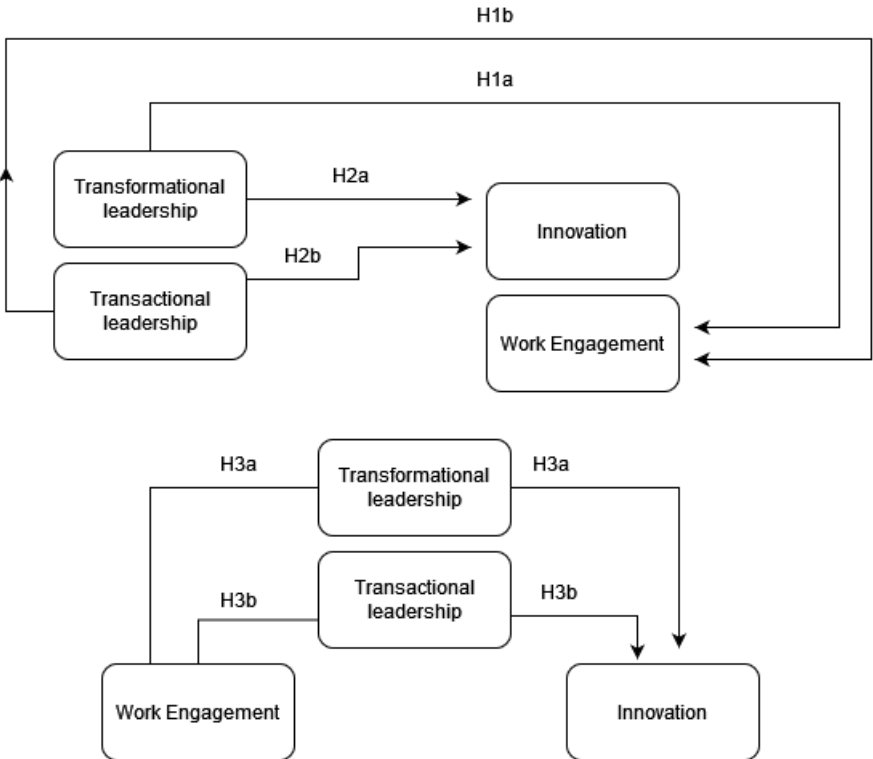 H1b
H1a
Transformational
leadership
H2a
Innovation
H2b
Transactional
leadership
Work Engagement
H3a
Transformational
leadership
H3a
H3b
Transactional
leadership
H3b
Work Engagement
Innovation